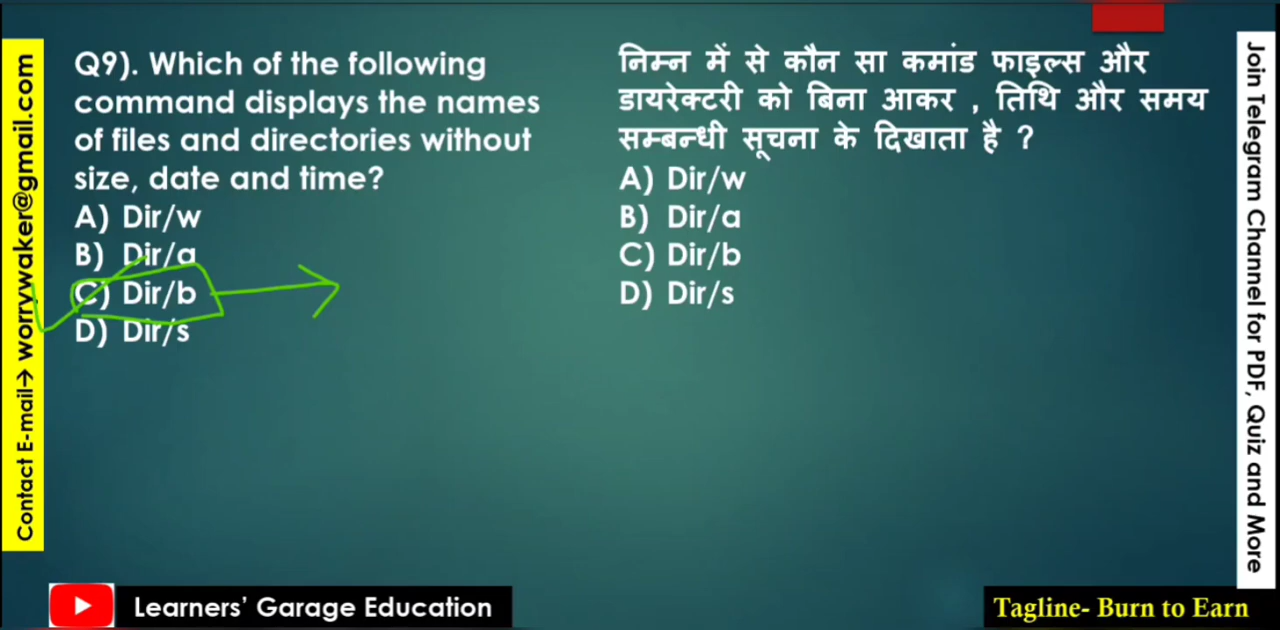 Q9). Which of the following
command displays the names
of files and directories without
size, date and time?
A) Dir/w
B) Dir/a
C) Dir/b
D) Dir/s
निम्न में से कौन सा कमांड फाइल्स और
डायरेक्टरी को बिना आकर , तिथि और समय
सम्बन्धी सूचना के दिखाता है ?
A) Dir/w
B) Dir/a
C) Dir/b
D) Dir/s
Contact E-mail→ worrywaker@gmail.com
Join Telegram Channel for PDF, Quiz and More
Learners’ Garage Education
Tagline- Burn to Earn